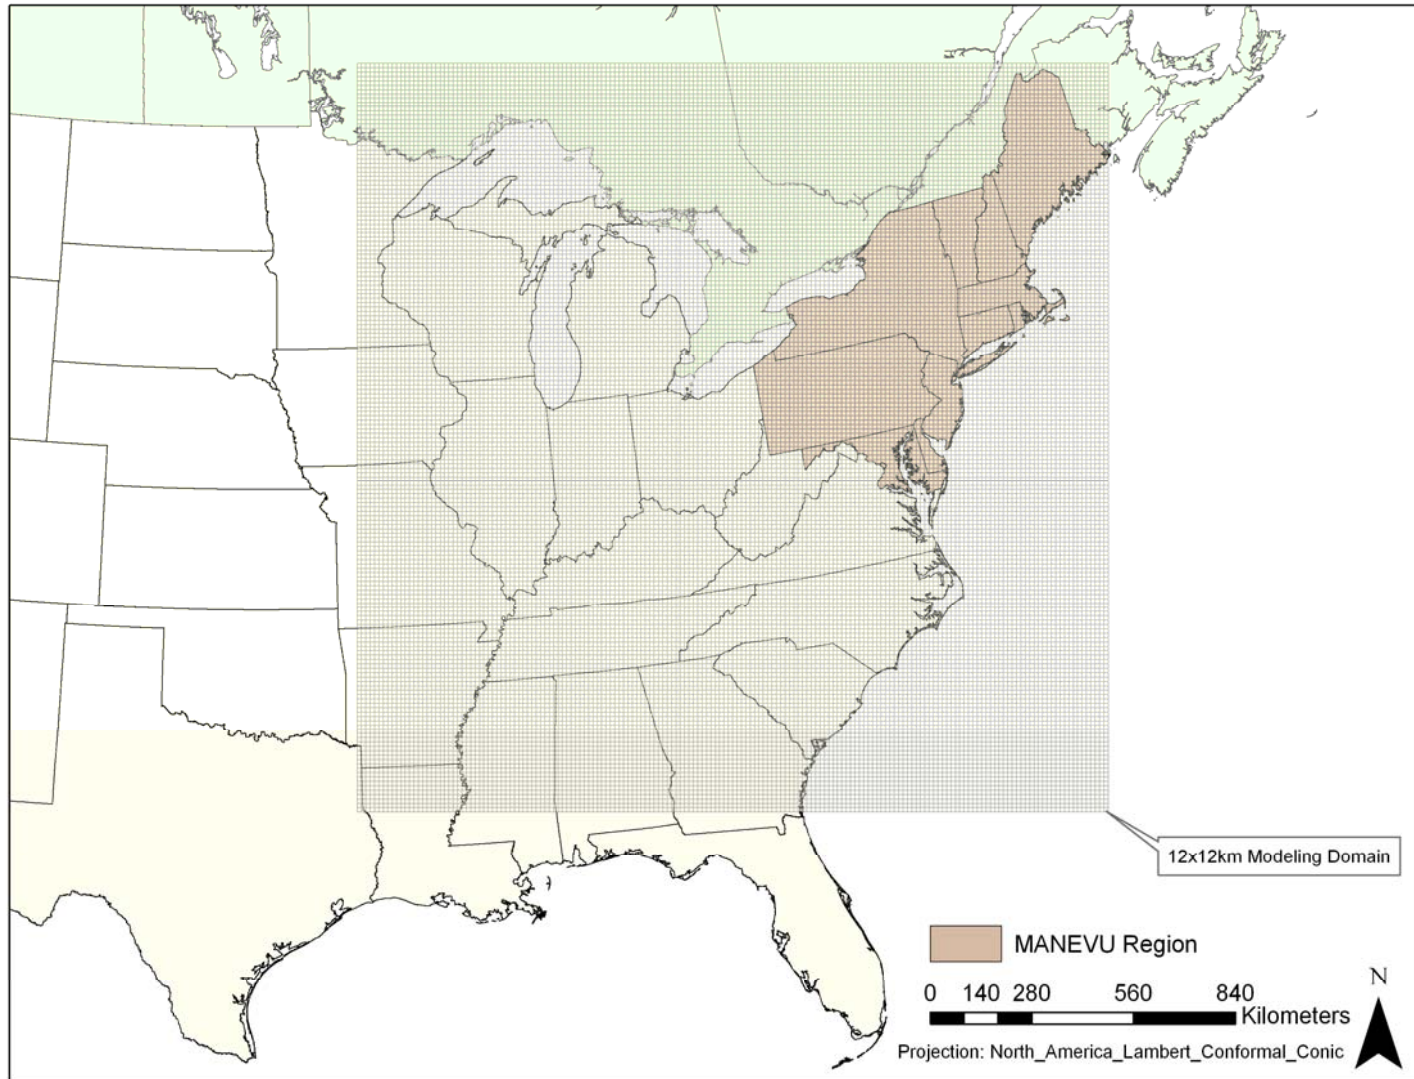 12x12km Modeling Domain
MANEVU Region
N
0 140 280 560 840
Kilometers
Projection: North_America_Lambert_Conformal_Conic